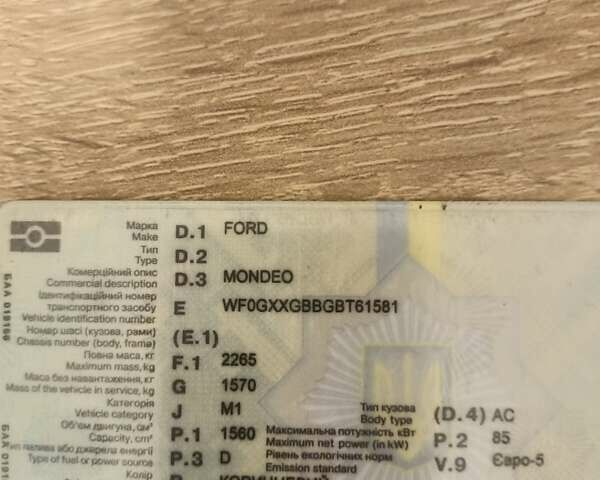 Марка
Make D.1 FORD
Тип
Type D.2
Комерційний опис
Commercial description D.3 MONDEO
Ідентифікаційний номер
транспортного засобу E WF0GXXGBBGBT61581
Vehicle identification number
Номер шасі (кузова, рами) (E.1)
Chassis number (body, frame)
Повна маса, кг F.1 2265
Maximum mass, kg
Маса без навантаження, кг G 1570
Mass of the vehicle in service, kg
Категорія J M1 Тип кузова (D.4) AC
Vehicle category Body type
Об'єм двигуна, см³ P.1 1560 Максимальна потужність кВт P.2 85
Capacity, cm³ Maximum net power (in kW)
Тип палива або джерела енергії P.3 D Рівень екологічних норм V.9 Євро-5
Type of fuel or power source Emission standard
Колір R КОРИЧНЕВИЙ